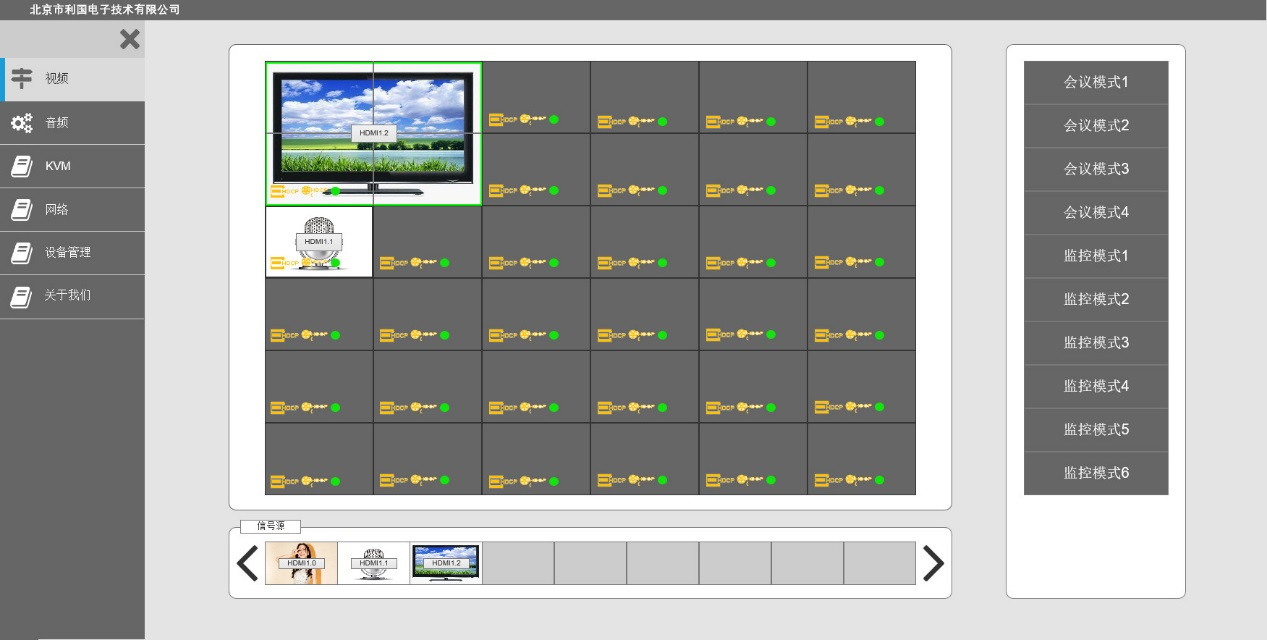 北京市利国电子技术有限公司
视频
音频
KVM
网络
设备管理
关于我们
HDMI1.2
HDMI1.1
信号源
HDMI1.0
HDMI1.1
HDMI1.2
会议模式1
会议模式2
会议模式3
会议模式4
监控模式1
监控模式2
监控模式3
监控模式4
监控模式5
监控模式6